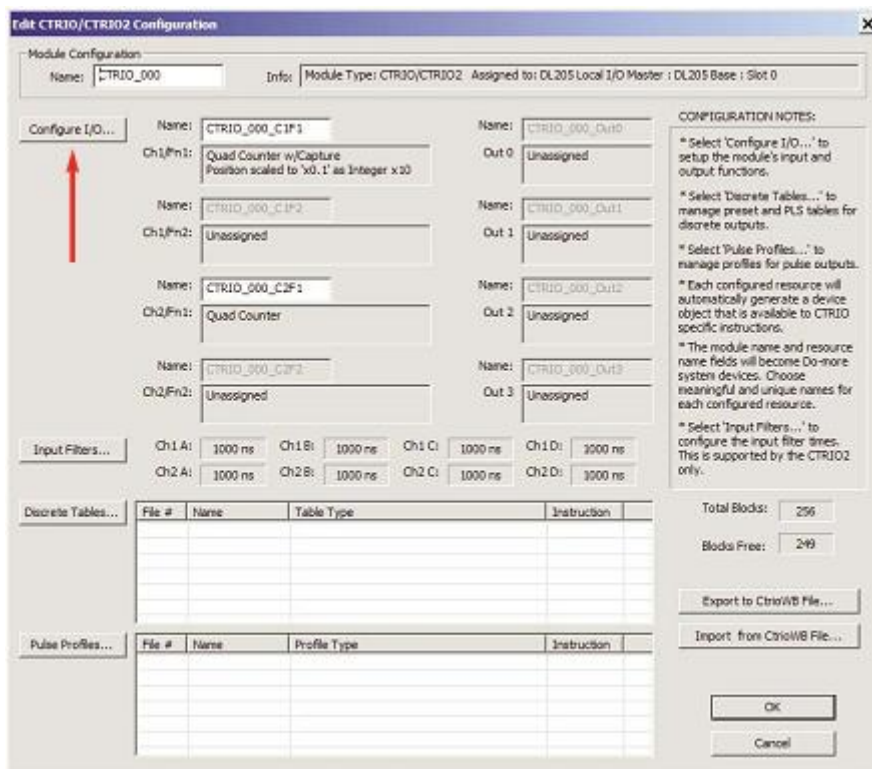 Edit CTRIO/CTRIO2 Configuration
Module Configuration
Name: CTRIO_000
Info: Module Type: CTRIO/CTRIO2 Assigned to: DL205 Local I/O Master : DL205 Base : Slot 0
Configure I/O...
Name: CTRIO_000_C1F1
Ch1/Fn1: Quad Counter w/Capture
Position scaled to 'x0.1' as Integer x10
Name: CTRIO_000_C1F2
Ch1/Fn2: Unassigned
Name: CTRIO_000_C2F1
Ch2/Fn1: Quad Counter
Name: CTRIO_000_C2F2
Ch2/Fn2: Unassigned
Name: CTRIO_000_Out0
Out 0 Unassigned
Name: CTRIO_000_Out1
Out 1 Unassigned
Name: CTRIO_000_Out2
Out 2 Unassigned
Name: CTRIO_000_Out3
Out 3 Unassigned
CONFIGURATION NOTES:
* Select 'Configure I/O...' to
setup the module's input and
output functions.
* Select 'Discrete Tables...' to
manage preset and PLS tables for
discrete outputs.
* Select 'Pulse Profiles...' to
manage profiles for pulse outputs.
* Each configured resource will
automatically generate a device
object that is available to CTRIO
specific instructions.
* The module name and resource
name fields will become Do-more
system devices. Choose
meaningful and unique names for
each configured resource.
* Select 'Input Filters...' to
configure the input filter times.
This is supported by the CTRIO2
only.
Input Filters...
Ch1 A: 1000 ns Ch1 B: 1000 ns Ch1 C: 1000 ns Ch1 D: 1000 ns
Ch2 A: 1000 ns Ch2 B: 1000 ns Ch2 C: 1000 ns Ch2 D: 1000 ns
Discrete Tables...
File # Name Table Type Instruction
Total Blocks: 256
Blocks Free: 249
Export to CtrioWB File...
Import from CtrioWB File...
Pulse Profiles...
File # Name Profile Type Instruction
OK
Cancel